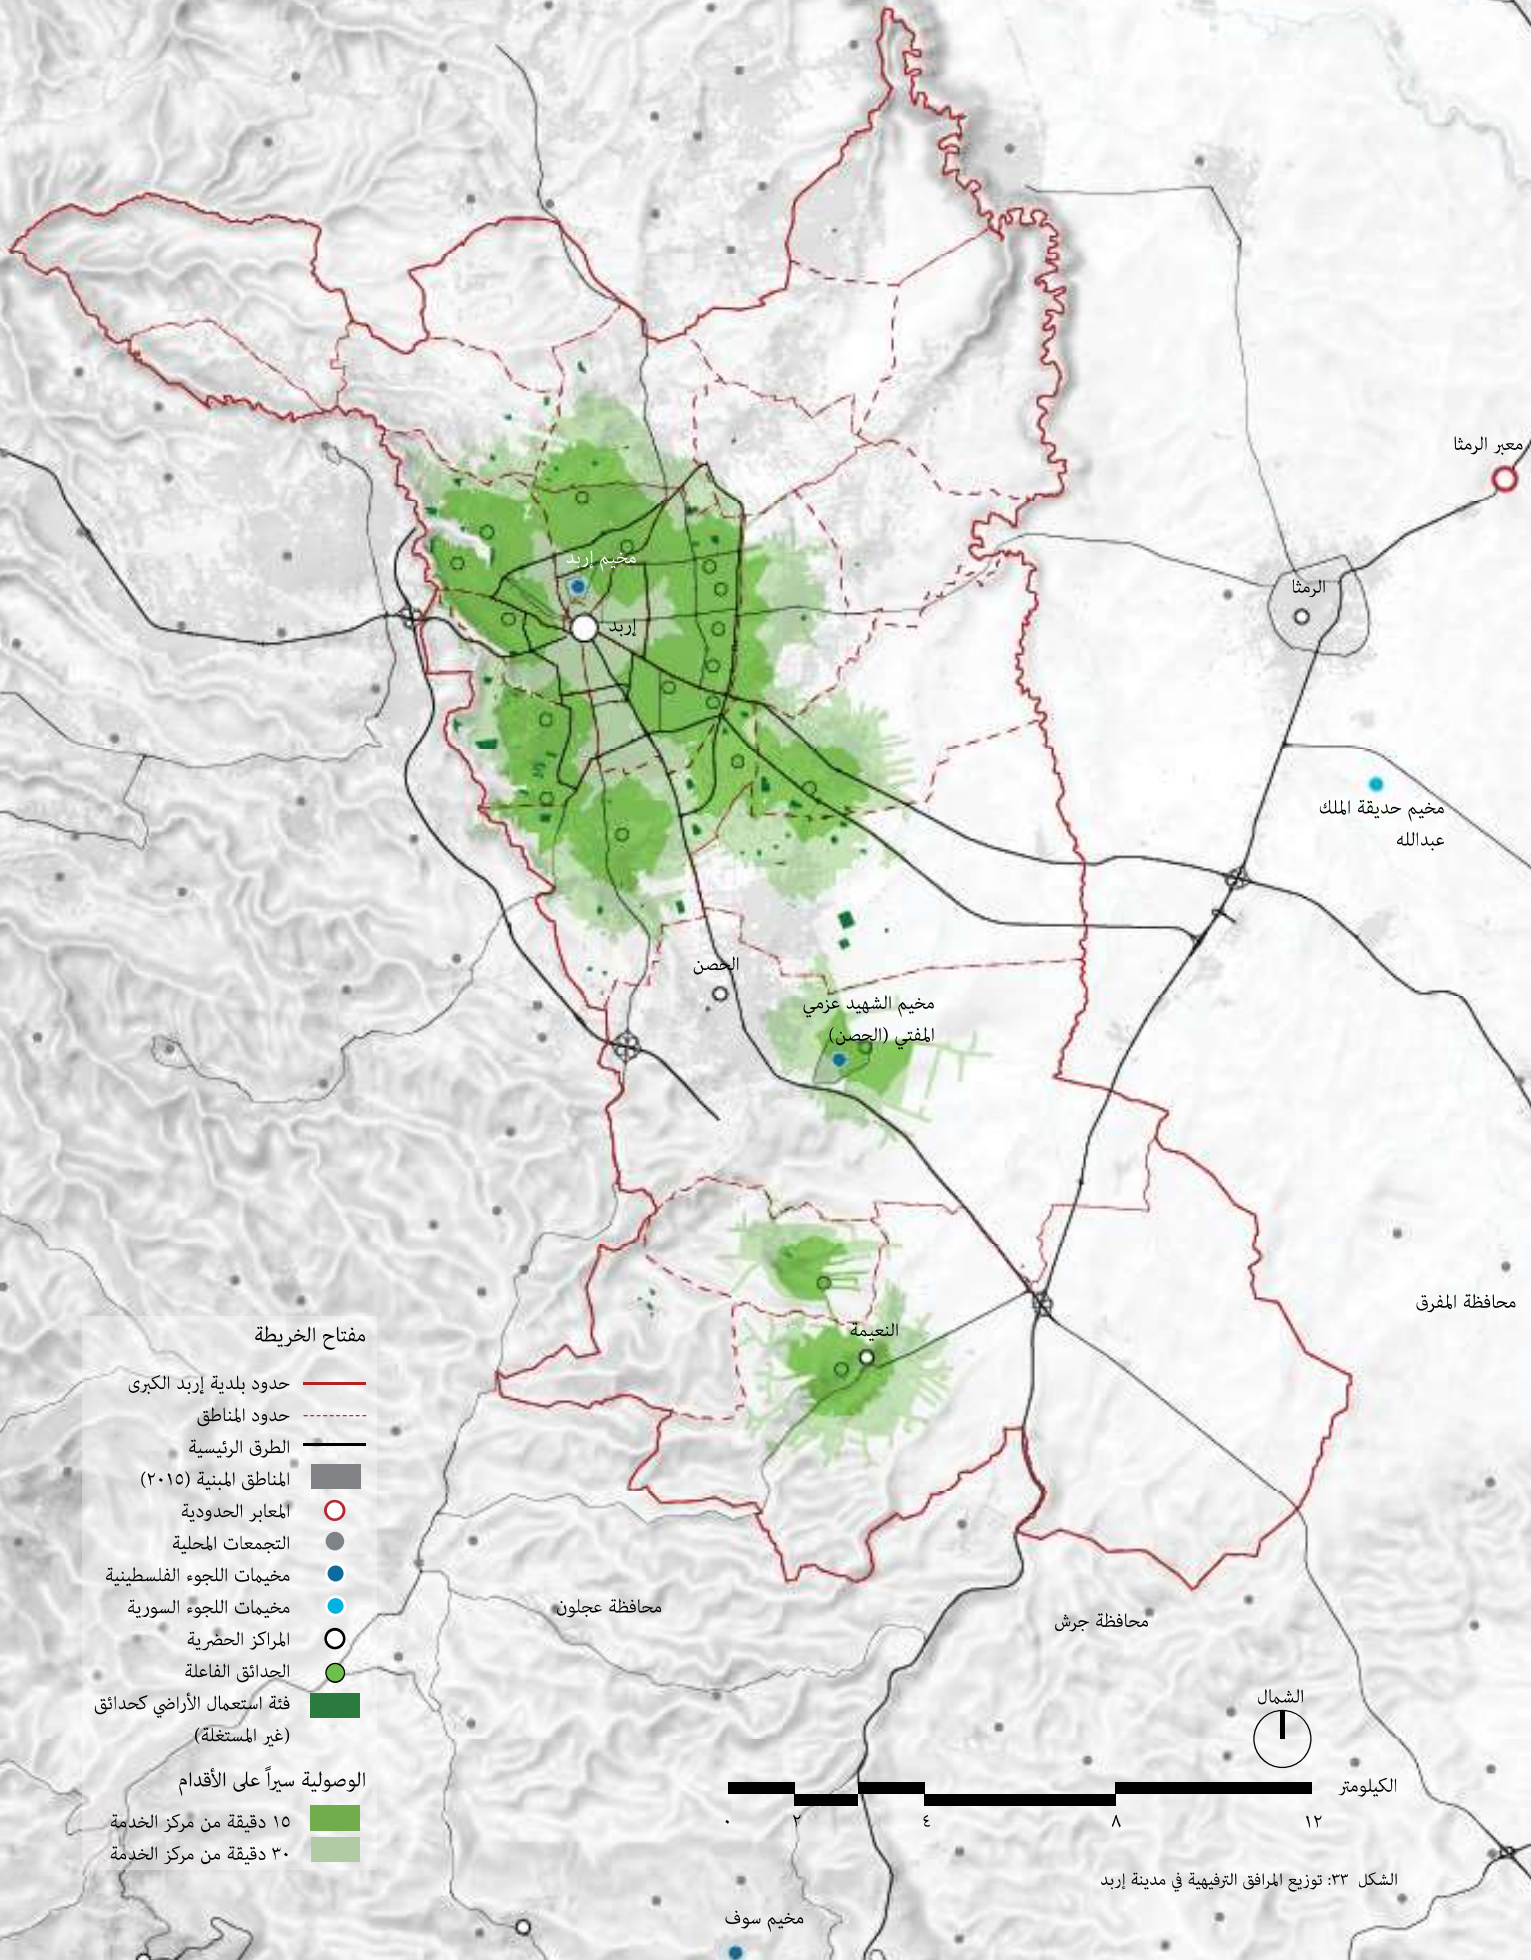 معبر الرمثا
مخيم إربد
الرمثا
إربد
مخيم حديقة الملك
عبدالله
الحصن
مخيم الشهيد عزمي
المفتي (الحصن)
محافظة المفرق
النعيمة
مفتاح الخريطة
حدود بلدية إربد الكبرى
حدود المناطق
الطرق الرئيسية
المناطق المبنية (٢٠١٥)
المعابر الحدودية
التجمعات المحلية
مخيمات اللجوء الفلسطينية
مخيمات اللجوء السورية
المراكز الحضرية
الحدائق الفاعلة
فئة استعمال الأراضي كحدائق
(غير المستغلة)
الوصولية سيراً على الأقدام
١٥ دقيقة من مركز الخدمة
٣٠ دقيقة من مركز الخدمة
محافظة عجلون
محافظة جرش
الشمال
الكيلومتر
٠ ٢ ٤ ٨ ١٢
الشكل ٣٣: توزيع المرافق الترفيهية في مدينة إربد
مخيم سوف